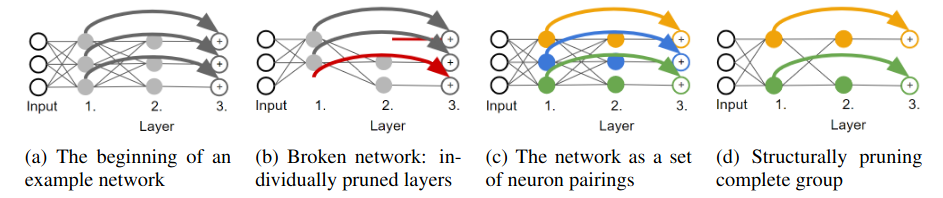 + + + +
+ + + +
+ + + +
Input 1. 2. 3. Input 1. 2. 3. Input 1. 2. 3. Input 1. 2. 3.
Layer Layer Layer Layer
(a) The beginning of an
example network
(b) Broken network: in-
dividually pruned layers
(c) The network as a set
of neuron pairings
(d) Structurally pruning
complete group